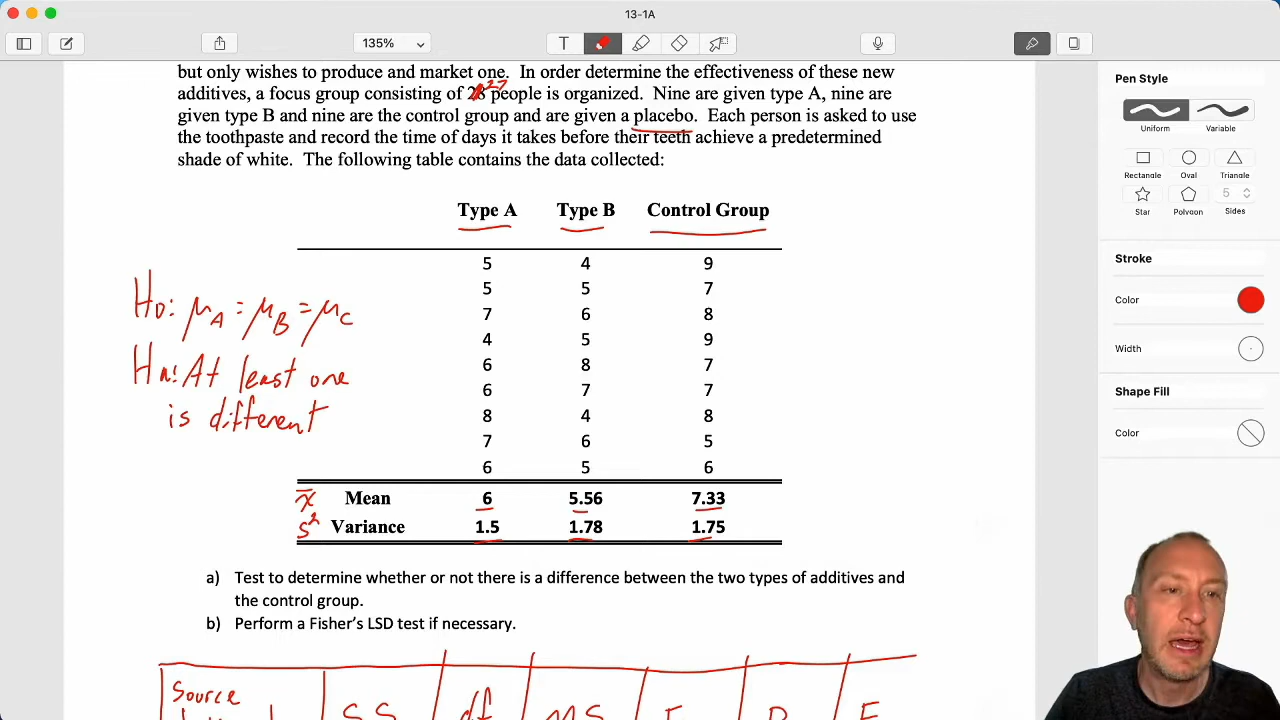 13-1A
135%
T
but only wishes to produce and market one. In order determine the effectiveness of these new
additives, a focus group consisting of 28 27 people is organized. Nine are given type A, nine are
given type B and nine are the control group and are given a placebo. Each person is asked to use
the toothpaste and record the time of days it takes before their teeth achieve a predetermined
shade of white. The following table contains the data collected:
Type A Type B Control Group
5 4 9
5 5 7
7 6 8
4 5 9
6 8 7
6 7 7
8 4 8
7 6 5
6 5 6
x̄ Mean 6 5.56 7.33
s² Variance 1.5 1.78 1.75
Ho: μA = μB = μC
Ha: At least one
is different
a) Test to determine whether or not there is a difference between the two types of additives and
the control group.
b) Perform a Fisher's LSD test if necessary.
Source
SS df MS F P F
Pen Style
Uniform Variable
Rectangle Oval Triangle
5
Star Polygon Sides
Stroke
Color
Width
Shape Fill
Color